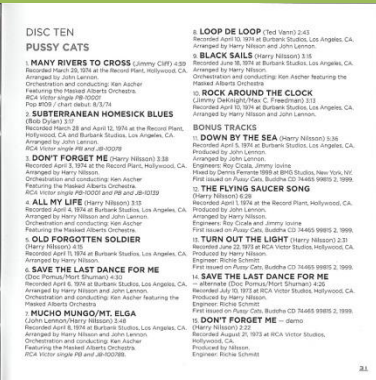 DISC TEN
PUSSY CATS
1. MANY RIVERS TO CROSS (Jimmy Cliff) 4:59
Recorded March 29, 1974 at the Record Plant, Hollywood, CA.
Arranged by John Lennon.
Orchestration and conducting: Ken Ascher
Featuring the Masked Alberts Orchestra.
RCA Victor single PB-10001
Pop #109 / chart debut: 8/3/74
2. SUBTERRANEAN HOMESICK BLUES
(Bob Dylan) 3:17
Recorded March 28 and April 12, 1974 at the Record Plant,
Hollywood, CA and Burbank Studios, Los Angeles, CA.
Arranged by John Lennon.
RCA Victor single PB and JB-10078
3. DON'T FORGET ME (Harry Nilsson) 3:38
Recorded April 3, 1974 at the Record Plant, Hollywood, CA.
Arranged by Harry Nilsson.
Orchestration and conducting: Ken Ascher
Featuring the Masked Alberts Orchestra.
RCA Victor single PB-10001 and PB and JB-10139
4. ALL MY LIFE (Harry Nilsson) 3:13
Recorded April 4, 1974 at Burbank Studios, Los Angeles, CA.
Arranged by Harry Nilsson and John Lennon.
Orchestration and conducting: Ken Ascher
Featuring the Masked Alberts Orchestra.
5. OLD FORGOTTEN SOLDIER
(Harry Nilsson) 4:15
Recorded April 11, 1974 at Burbank Studios, Los Angeles, CA.
Arranged by Harry Nilsson.
6. SAVE THE LAST DANCE FOR ME
(Doc Pomus/Mort Shuman) 4:30
Recorded April 6, 1974 at Burbank Studios, Los Angeles, CA.
Arranged by Harry Nilsson and John Lennon.
Orchestration and conducting: Ken Ascher featuring the
Masked Alberts Orchestra
7. MUCHO MUNGO/MT. ELGA
(John Lennon/Harry Nilsson) 3:48
Recorded April 8, 1974 at Burbank Studios, Los Angeles, CA.
Arranged by Harry Nilsson and John Lennon.
Orchestration and conducting: Ken Ascher featuring the
Masked Alberts Orchestra.
RCA Victor single PB and JB-10078B.
8. LOOP DE LOOP (Ted Vann) 2:43
Recorded April 10, 1974 at Burbank Studios, Los Angeles, CA.
Arranged by Harry Nilsson and John Lennon.
9. BLACK SAILS (Harry Nilsson) 3:15
Recorded June 18, 1974 at Burbank Studios, Los Angeles, CA.
Arranged by Harry Nilsson.
Orchestration and conducting: Ken Ascher featuring the
Masked Alberts Orchestra.
10. ROCK AROUND THE CLOCK
(Jimmy DeKnight/Max C. Freedman) 3:13
Recorded April 10, 1974 at Burbank Studios, Los Angeles, CA.
Arranged by Harry Nilsson and John Lennon.
BONUS TRACKS
11. DOWN BY THE SEA (Harry Nilsson) 5:36
Recorded April 5, 1974 at Burbank Studios, Los Angeles, CA.
Produced by John Lennon.
Arranged by Harry Nilsson.
Engineers: Roy Cicala, Jimmy Iovine
Mixed by Dennis Ferrante 1999 at BMG Studios, New York, NY.
First issued on Pussy Cats, Buddha CD 74465 99815 2, 1999.
12. THE FLYING SAUCER SONG
(Harry Nilsson) 6:28
Recorded April 1, 1974 at the Record Plant, Hollywood, CA.
Produced by John Lennon.
Arranged by Harry Nilsson.
Engineers: Roy Cicala and Jimmy Iovine
First issued on Pussy Cats, Buddha CD 74465 99815 2, 1999.
13. TURN OUT THE LIGHT (Harry Nilsson) 2:31
Recorded June 22, 1973 at RCA Victor Studios, Hollywood, CA.
Produced by Harry Nilsson.
Engineer: Richie Schmitt
First issued on Pussy Cats, Buddha CD 74465 99815 2, 1999.
14. SAVE THE LAST DANCE FOR ME
— alternate (Doc Pomus/Mort Shuman) 4:26
Recorded July 10, 1973 at RCA Victor Studios, Hollywood, CA.
Produced by Harry Nilsson.
Engineer: Richie Schmitt
First issued on Pussy Cats, Buddha CD 74465 99815 2, 1999.
15. DON'T FORGET ME — demo
(Harry Nilsson) 2:22
Recorded August 21, 1973 at RCA Victor Studios,
Hollywood, CA.
Produced by Harry Nilsson.
Engineer: Richie Schmitt
31